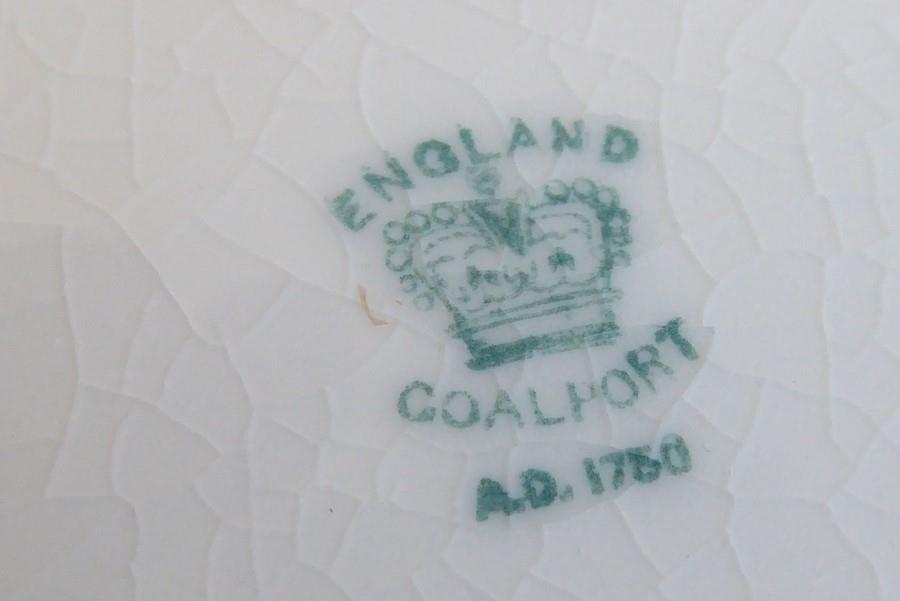 ENGLAND
COALPORT
A.D. 1750